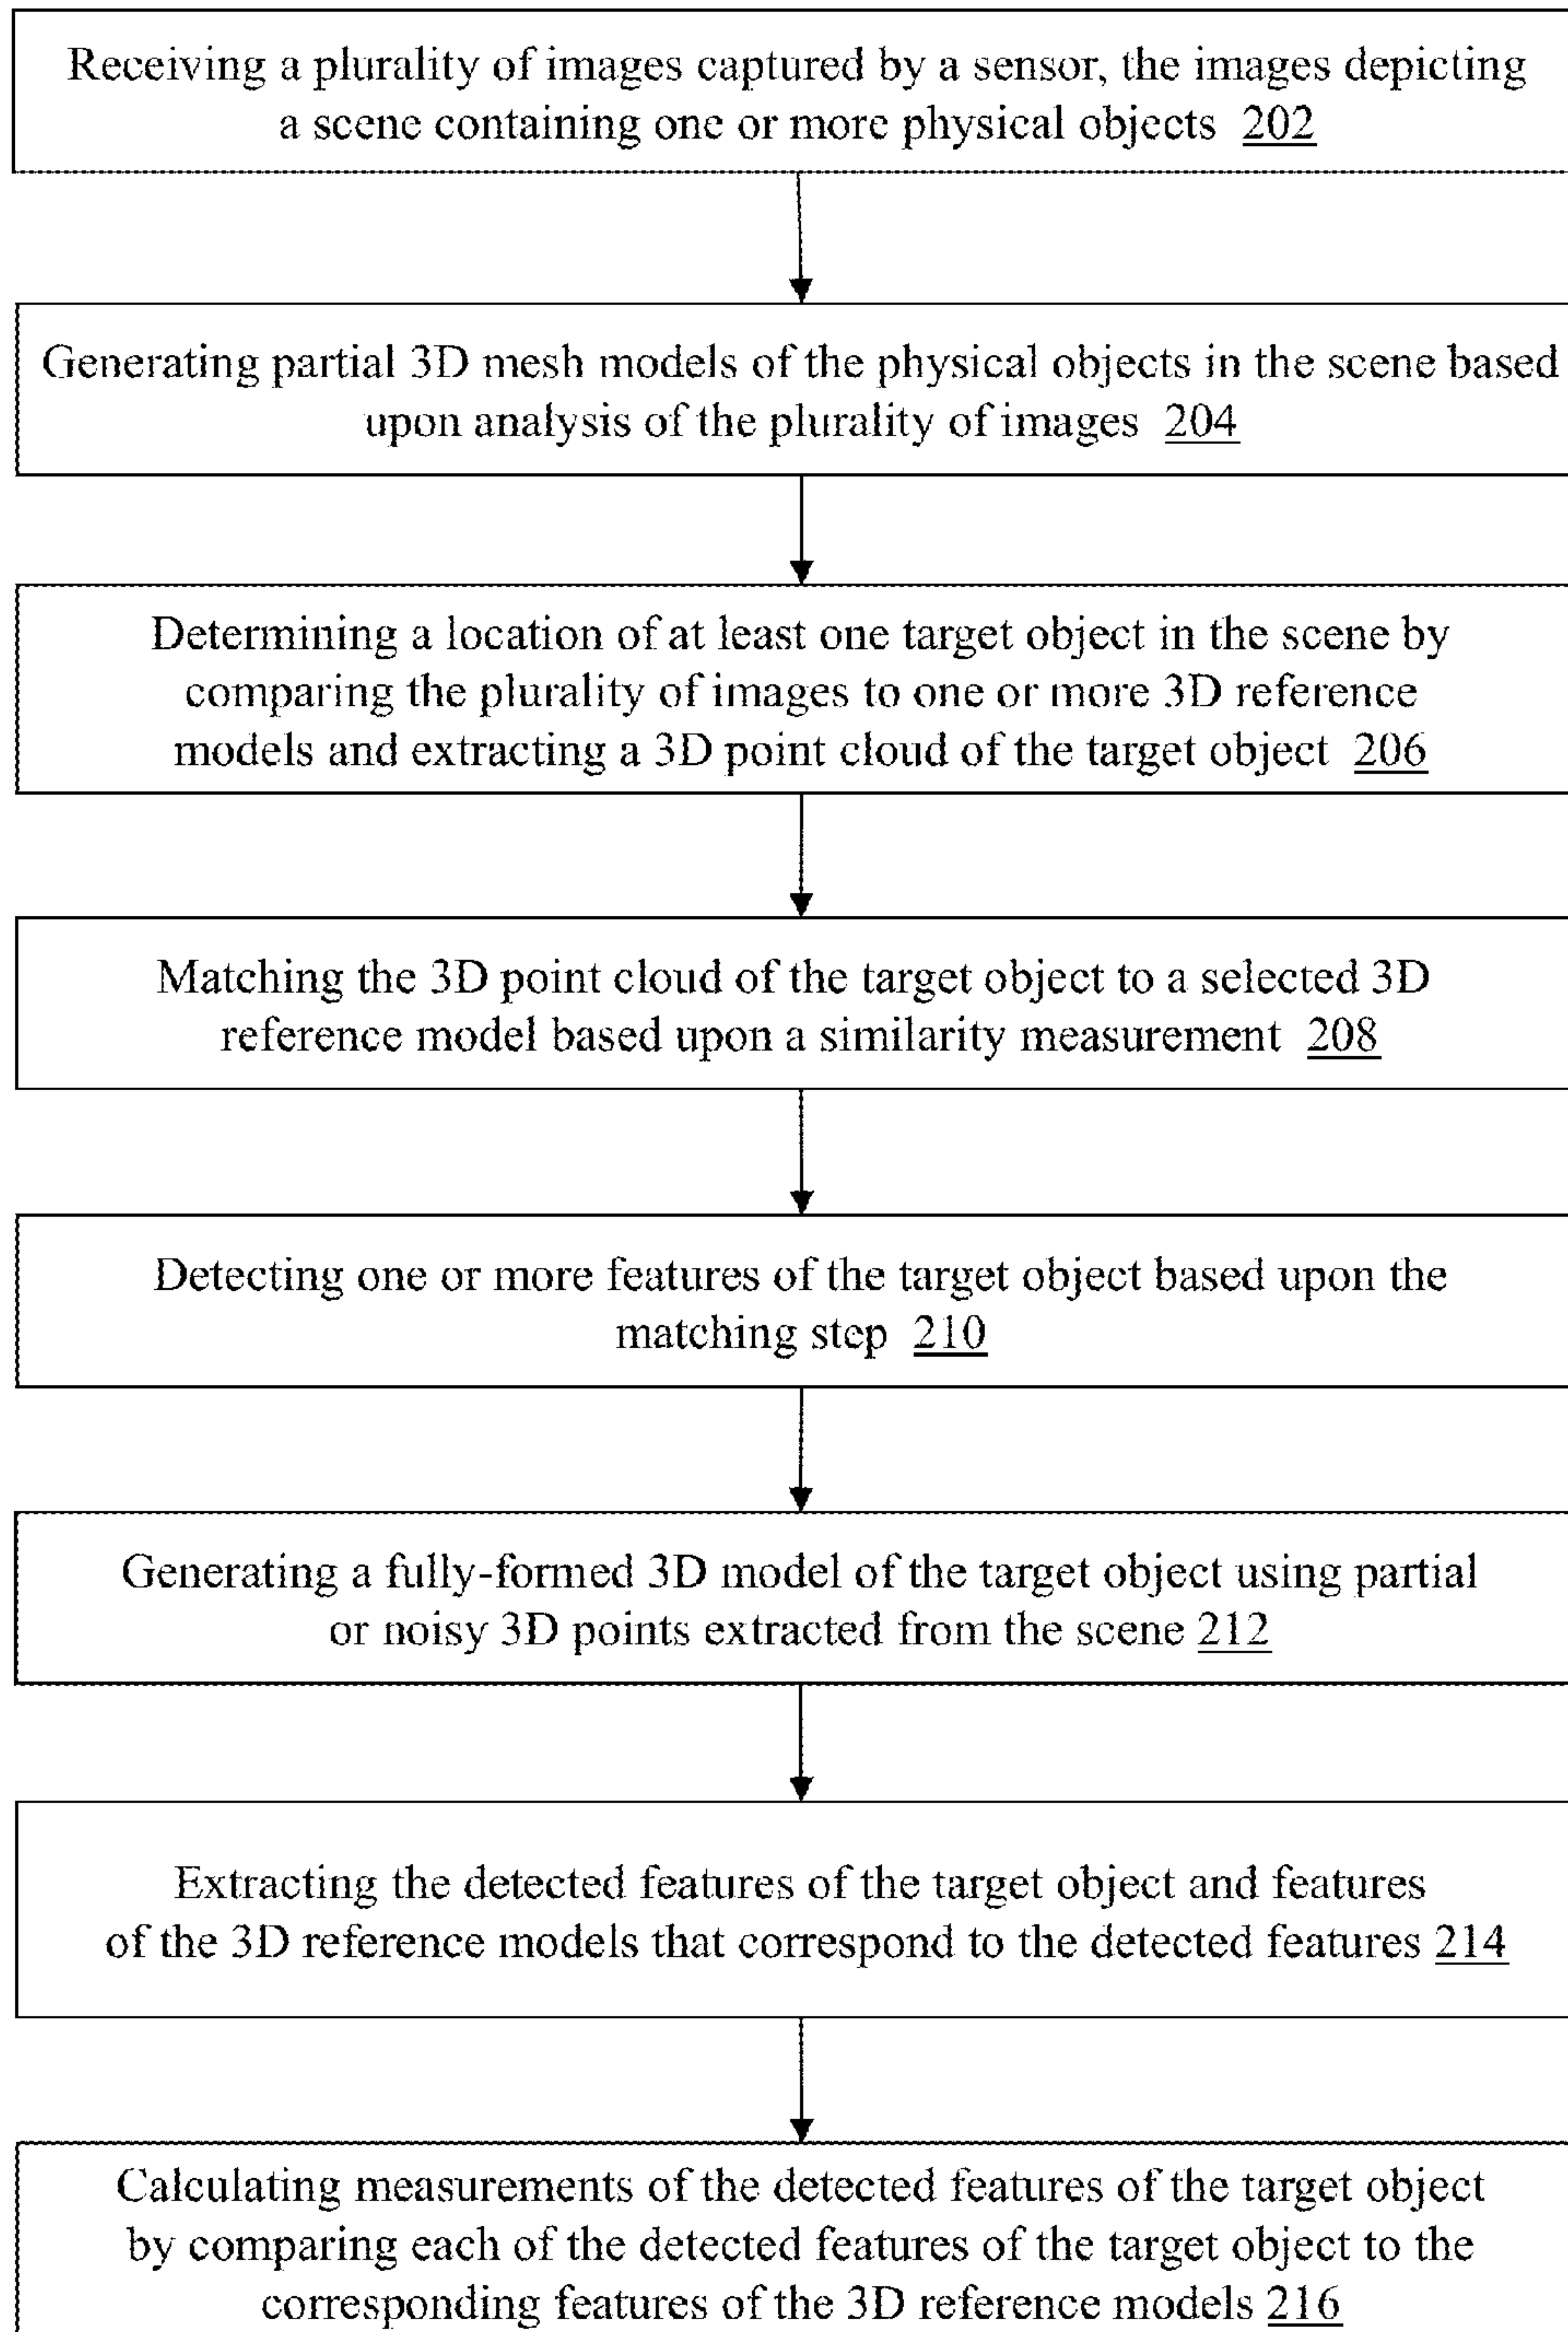 Receiving a plurality of images captured by a sensor, the images depicting
a scene containing one or more physical objects 202
Generating partial 3D mesh models of the physical objects in the scene based
upon analysis of the plurality of images 204
Determining a location of at least one target object in the scene by
comparing the plurality of images to one or more 3D reference
models and extracting a 3D point cloud of the target object 206
Matching the 3D point cloud of the target object to a selected 3D
reference model based upon a similarity measurement 208
Detecting one or more features of the target object based upon the
matching step 210
Generating a fully-formed 3D model of the target object using partial
or noisy 3D points extracted from the scene 212
Extracting the detected features of the target object and features
of the 3D reference models that correspond to the detected features 214
Calculating measurements of the detected features of the target object
by comparing each of the detected features of the target object to the
corresponding features of the 3D reference models 216